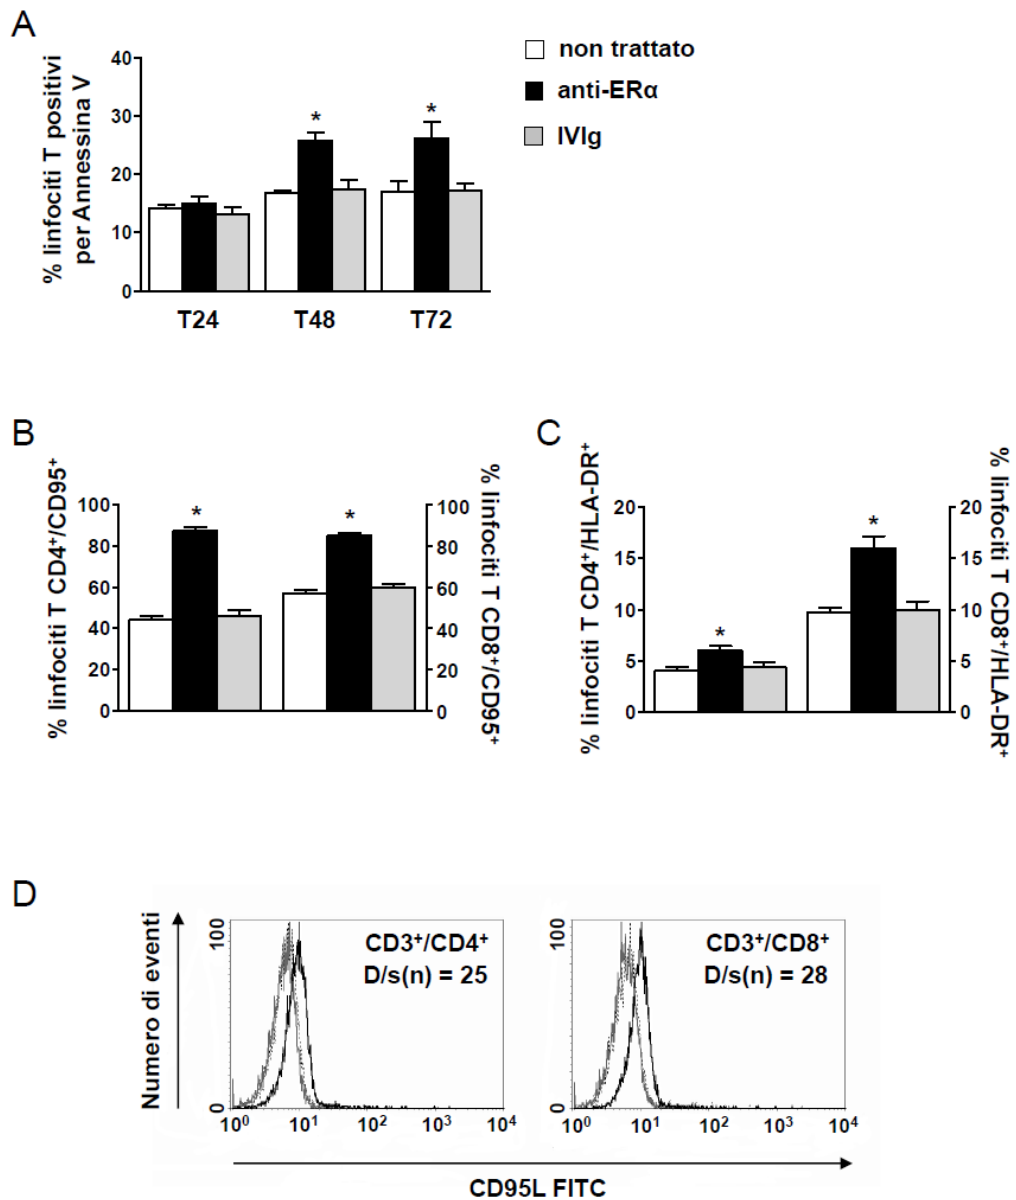 A
non trattato
anti-ERα
IVIg
% linfociti T positivi
per Annessina V
40
30
20
10
0
*
*
T24
T48
T72
B
% linfociti T CD4⁺/CD95⁺
100
80
60
40
20
0
*
*
100
80
60
40
20
0
% linfociti T CD8⁺/CD95⁺
C
% linfociti T CD4⁺/HLA-DR⁺
20
15
10
5
0
*
*
20
15
10
5
0
% linfociti T CD8⁺/HLA-DR⁺
D
Numero di eventi
100
0
CD3⁺/CD4⁺
D/s(n) = 25
10⁰ 10¹ 10² 10³ 10⁴
100
0
CD3⁺/CD8⁺
D/s(n) = 28
10⁰ 10¹ 10² 10³ 10⁴
CD95L FITC